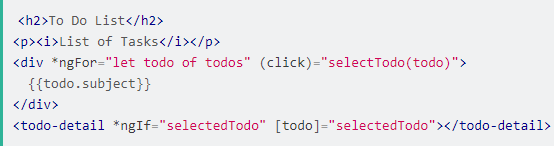 <h2>To Do List</h2>
<p><i>List of Tasks</i></p>
<div *ngFor="let todo of todos" (click)="selectTodo(todo)">
{{todo.subject}}
</div>
<todo-detail *ngIf="selectedTodo" [todo]="selectedTodo"></todo-detail>